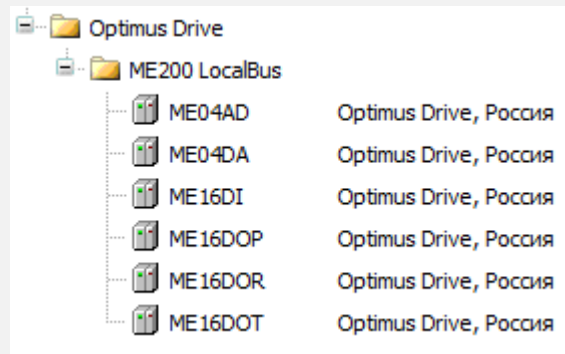 Optimus Drive
ME200 LocalBus
ME04AD Optimus Drive, Россия
ME04DA Optimus Drive, Россия
ME16DI Optimus Drive, Россия
ME16DOP Optimus Drive, Россия
ME16DOR Optimus Drive, Россия
ME16DOT Optimus Drive, Россия